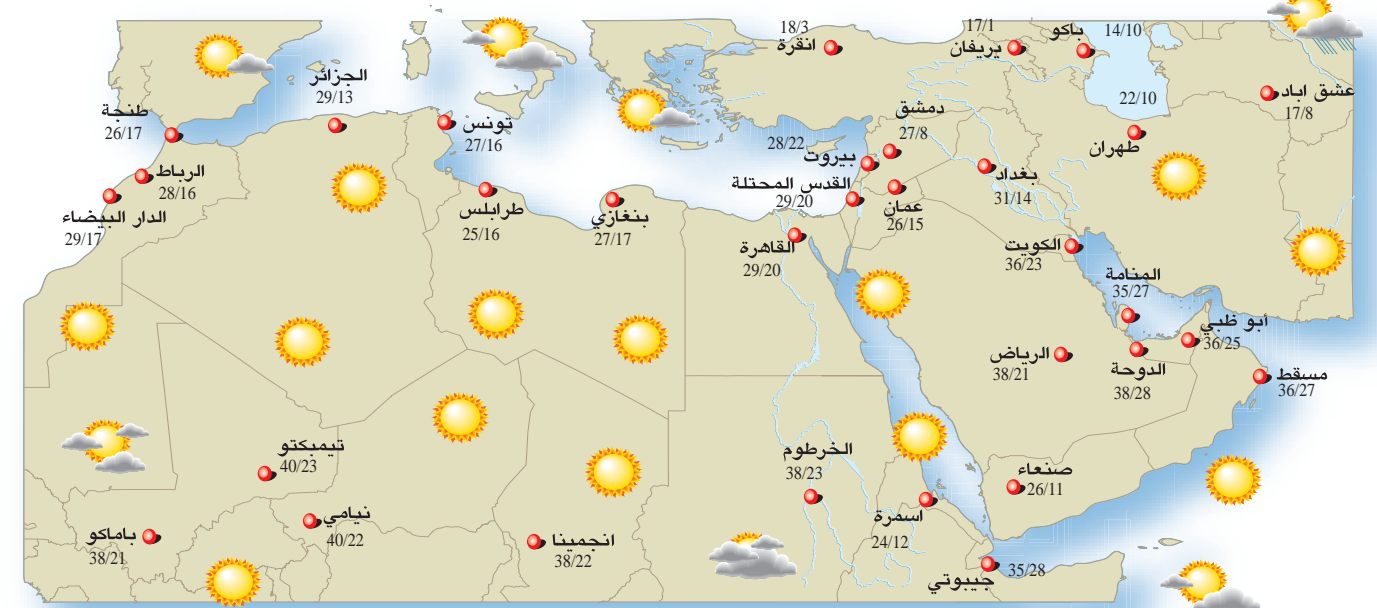 18/3
انقرة
17/1
يريفان
باكو
14/10
22/10
عشق اباد
17/8
طهران
الجزائر
29/13
طنجة
26/17
تونس
27/16
دمشق
27/8
28/22
بيروت
الرباط
28/16
القدس المحتلة
29/20
بغداد
31/14
عمان
26/15
الدار البيضاء
29/17
طرابلس
25/16
بنغازي
27/17
القاهرة
29/20
الكويت
36/23
المنامة
35/27
أبو ظبي
36/25
الرياض
38/21
الدوحة
38/28
مسقط
36/27
تيمبكتو
40/23
الخرطوم
38/23
صنعاء
26/11
باماكو
38/21
نيامي
40/22
انجمينا
38/22
اسمرة
24/12
جيبوتي
35/28